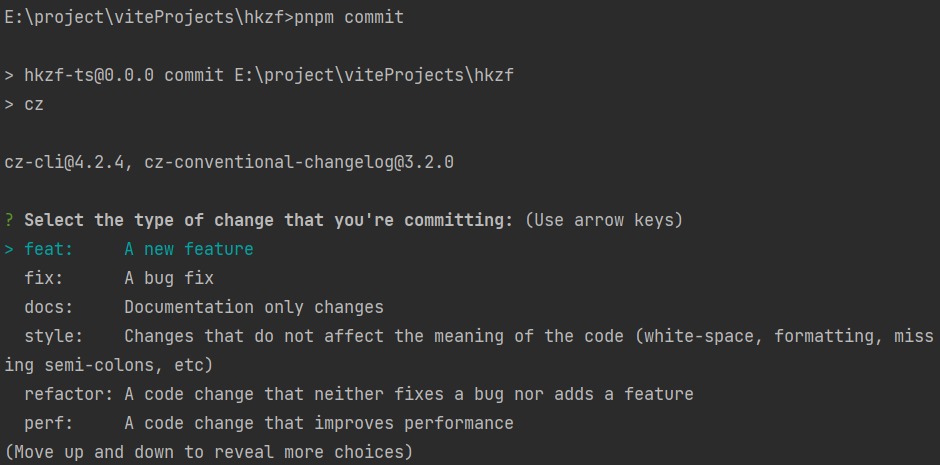 E:\project\viteProjects\hkzf>pnpm commit
> hkzf-ts@0.0.0 commit E:\project\viteProjects\hkzf
> cz
cz-cli@4.2.4, cz-conventional-changelog@3.2.0
? Select the type of change that you're committing: (Use arrow keys)
> feat:     A new feature
  fix:      A bug fix
  docs:     Documentation only changes
  style:    Changes that do not affect the meaning of the code (white-space, formatting, miss
ing semi-colons, etc)
  refactor: A code change that neither fixes a bug nor adds a feature
  perf:     A code change that improves performance
(Move up and down to reveal more choices)